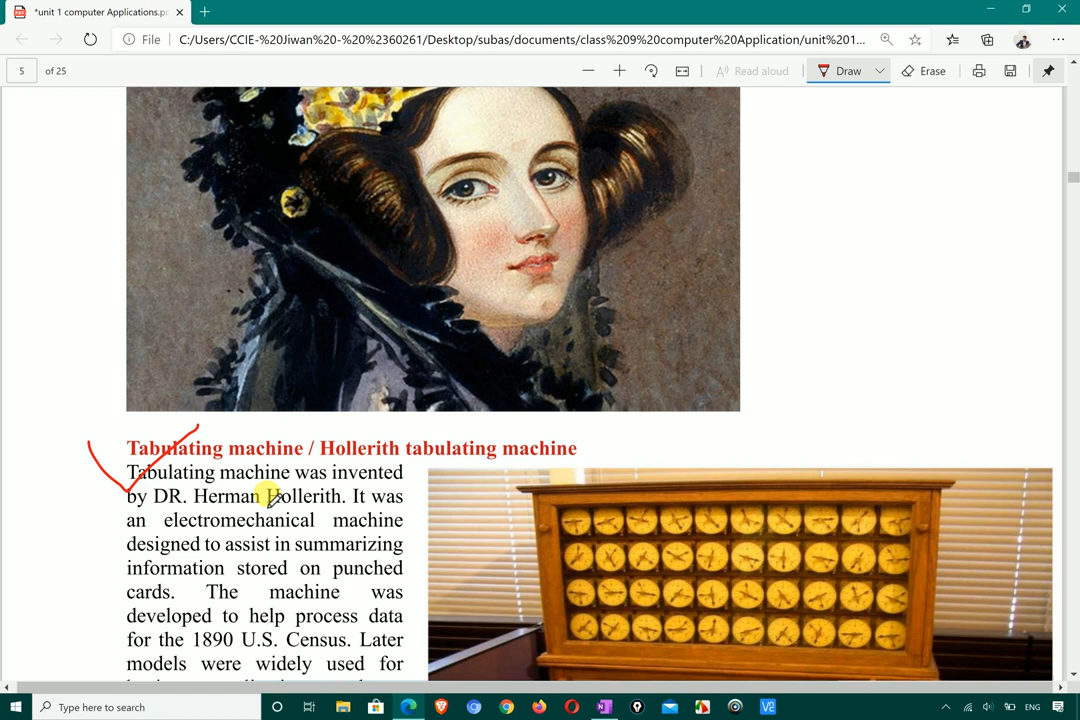 *unit 1 computer Applications.pc
File
C:/Users/CCIE-%20Jiwan%20-%20%2360261/Desktop/subas/documents/class%209%20computer%20Application/unit%201...
5 of 25
Read aloud
Draw
Erase
Tabulating machine / Hollerith tabulating machine
Tabulating machine was invented
by DR. Herman Hollerith. It was
an electromechanical machine
designed to assist in summarizing
information stored on punched
cards. The machine was
developed to help process data
for the 1890 U.S. Census. Later
models were widely used for
Type here to search
ENG